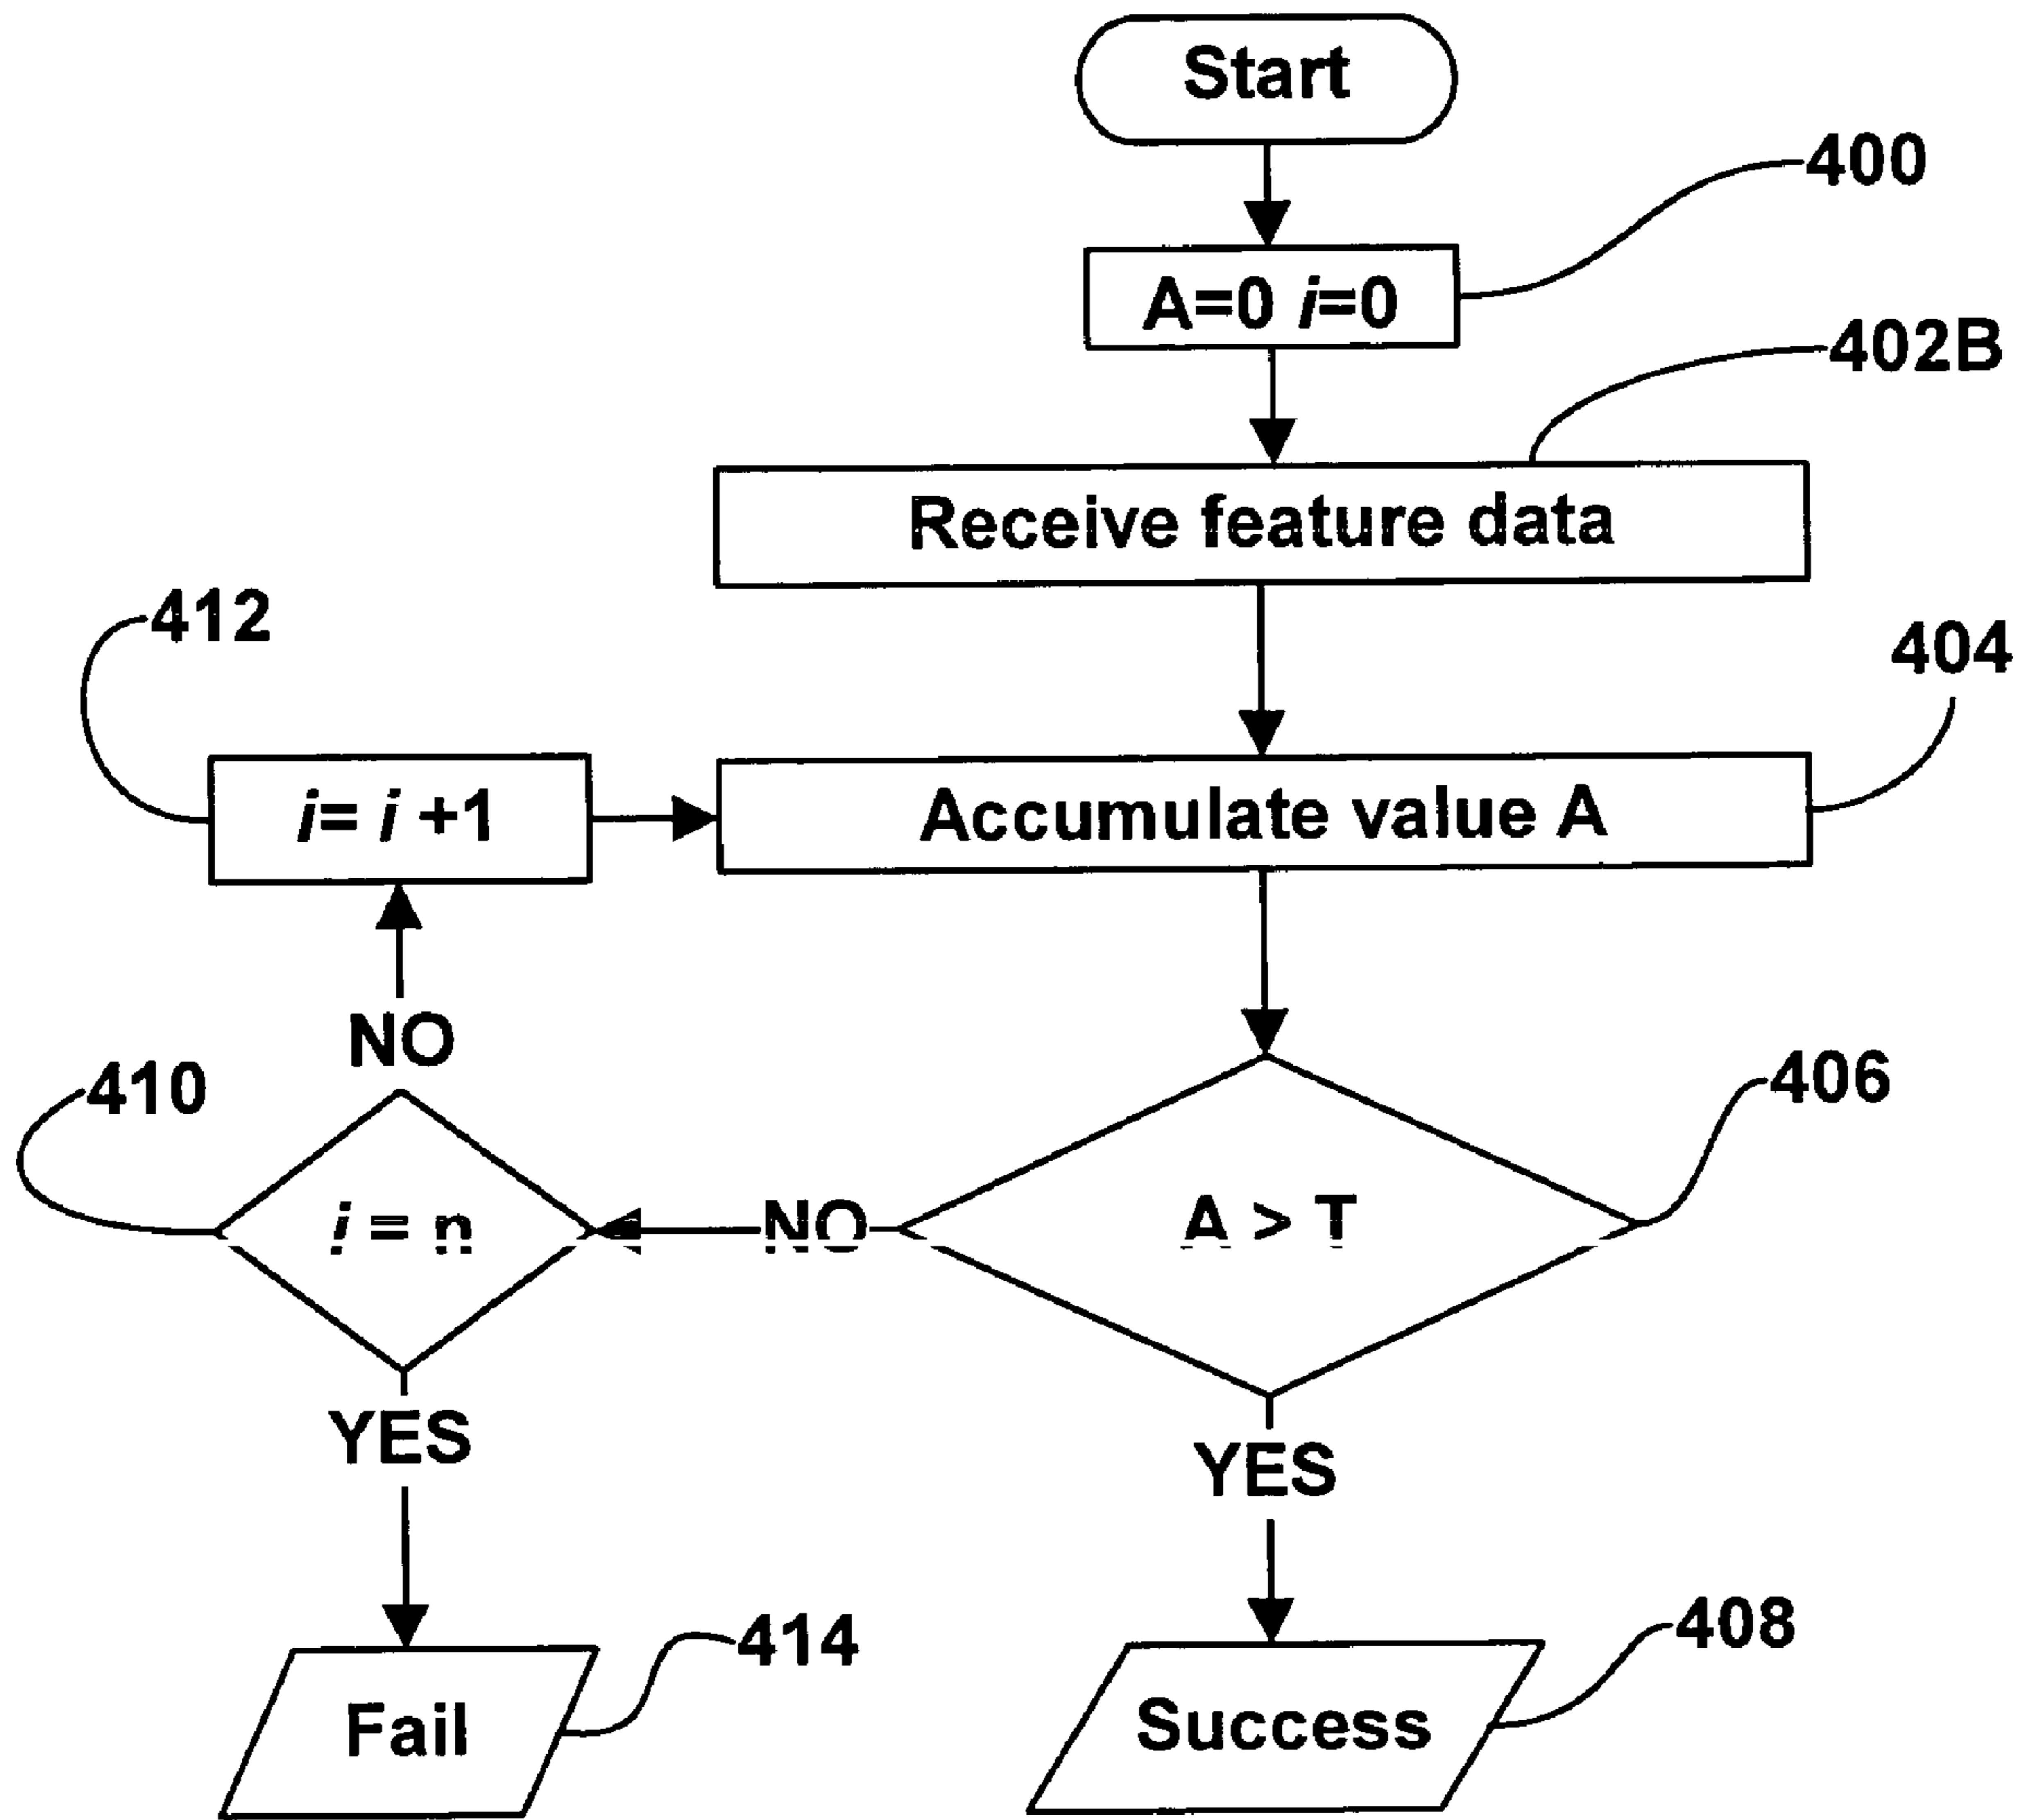 Start
400
A=0 i=0
402B
Receive feature data
412
404
i= i +1
Accumulate value A
NO
410
406
i = n
NO
A > T
YES
YES
414
408
Fail
Success